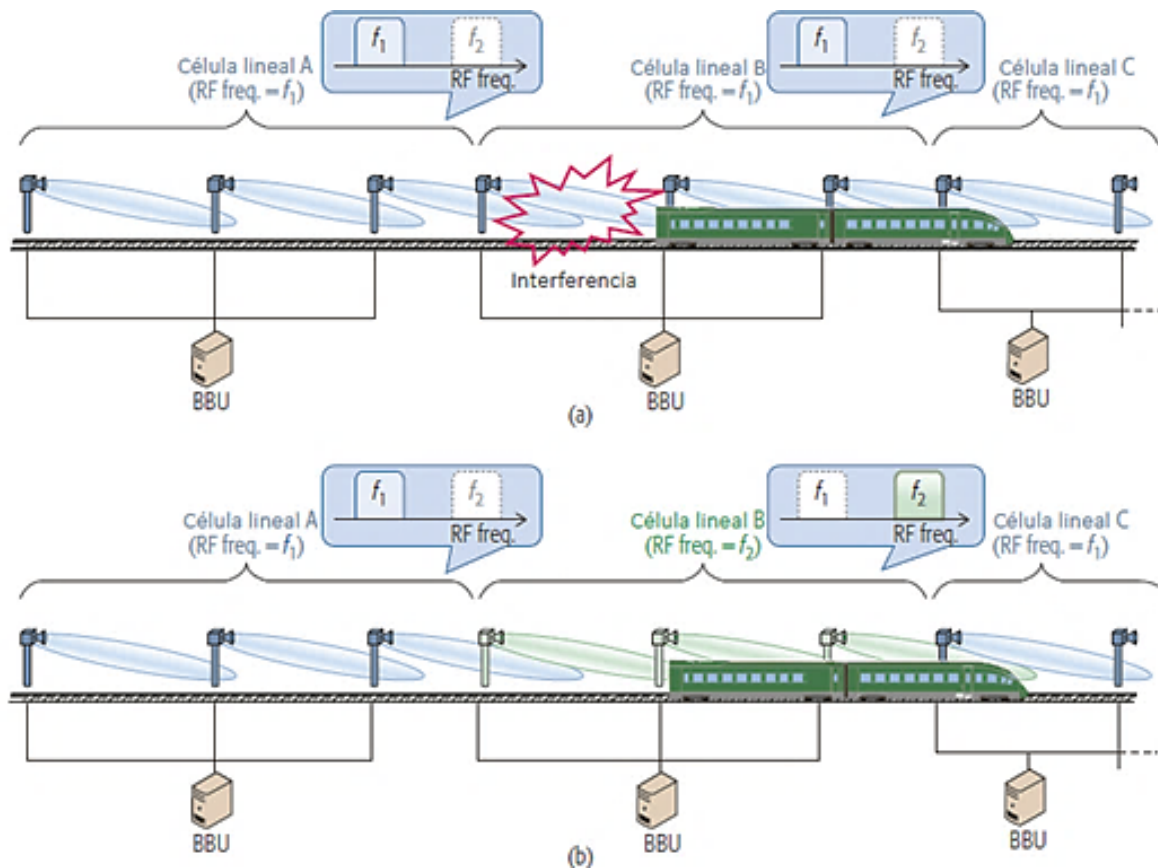 f1 f2
RF freq.
f1 f2
RF freq.
Célula lineal A
(RF freq. = f1)
Célula lineal B
(RF freq. = f1)
Célula lineal C
(RF freq. = f1)
Interferencia
BBU
BBU
BBU
(a)
f1 f2
RF freq.
f1 f2
RF freq.
Célula lineal A
(RF freq. = f1)
Célula lineal B
(RF freq. = f2)
Célula lineal C
(RF freq. = f1)
BBU
BBU
BBU
(b)